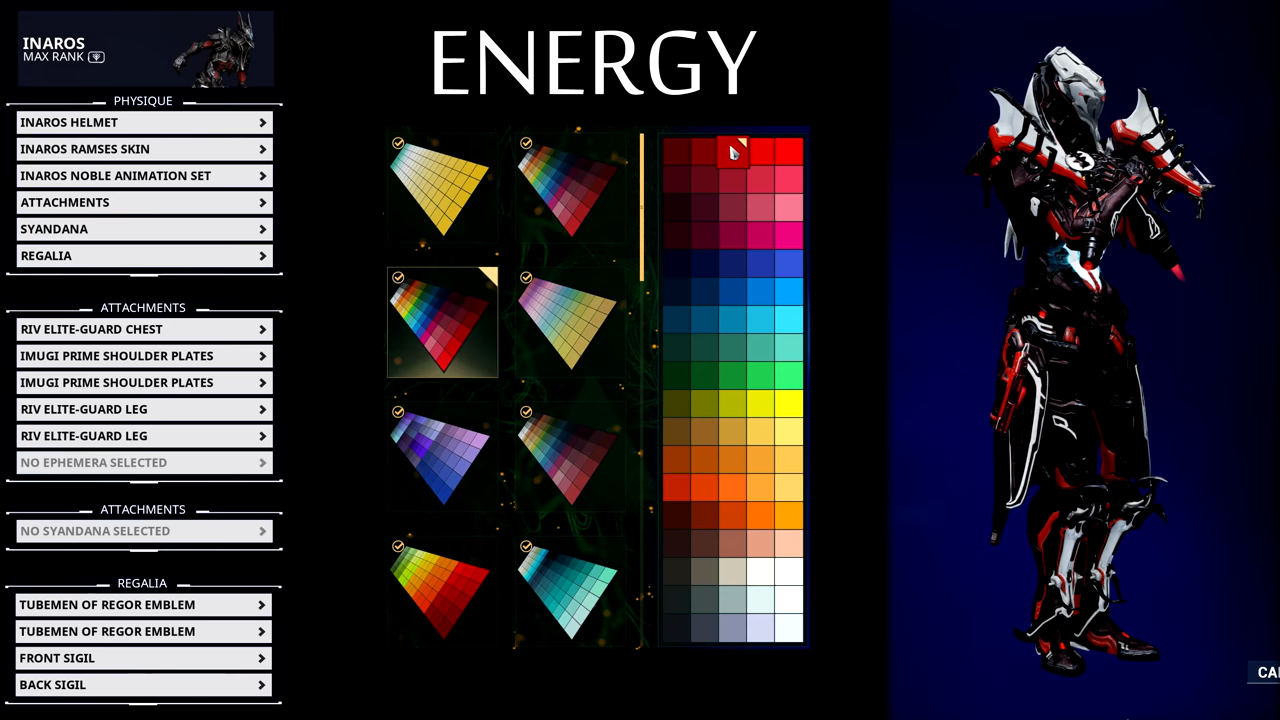 INAROS
MAX RANK
PHYSIQUE
INAROS HELMET
INAROS RAMSES SKIN
INAROS NOBLE ANIMATION SET
ATTACHMENTS
SYANDANA
REGALIA
ATTACHMENTS
RIV ELITE-GUARD CHEST
IMUGI PRIME SHOULDER PLATES
IMUGI PRIME SHOULDER PLATES
RIV ELITE-GUARD LEG
RIV ELITE-GUARD LEG
NO EPHEMERA SELECTED
ATTACHMENTS
NO SYANDANA SELECTED
REGALIA
TUBEMEN OF REGOR EMBLEM
TUBEMEN OF REGOR EMBLEM
FRONT SIGIL
BACK SIGIL
ENERGY